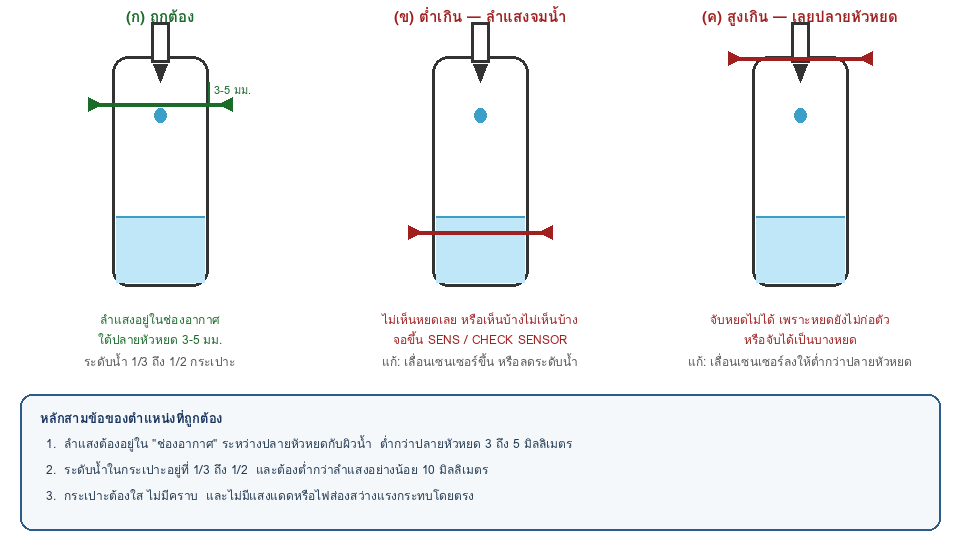 (ก) ถูกต้อง
(ข) ต่ำเกิน — ลำแสงจมน้ำ
(ค) สูงเกิน — เลยปลายหัวหยด
3-5 มม.
ลำแสงอยู่ในช่องอากาศ
ใต้ปลายหัวหยด 3-5 มม.
ระดับน้ำ 1/3 ถึง 1/2 กระเปาะ
ไม่เห็นหยดเลย หรือเห็นบ้างไม่เห็นบ้าง
จอขึ้น SENS / CHECK SENSOR
แก้: เลื่อนเซนเซอร์ขึ้น หรือลดระดับน้ำ
จับหยดไม่ได้ เพราะหยดยังไม่ก่อตัว
หรือจับได้เป็นบางหยด
แก้: เลื่อนเซนเซอร์ลงให้ต่ำกว่าปลายหัวหยด
หลักสามข้อของตำแหน่งที่ถูกต้อง
1. ลำแสงต้องอยู่ใน "ช่องอากาศ" ระหว่างปลายหัวหยดกับผิวน้ำ ต่ำกว่าปลายหัวหยด 3 ถึง 5 มิลลิเมตร
2. ระดับน้ำในกระเปาะอยู่ที่ 1/3 ถึง 1/2 และต้องต่ำกว่าลำแสงอย่างน้อย 10 มิลลิเมตร
3. กระเปาะต้องใส ไม่มีคราบ และไม่มีแสงแดดหรือไฟส่องสว่างแรงกระทบโดยตรง